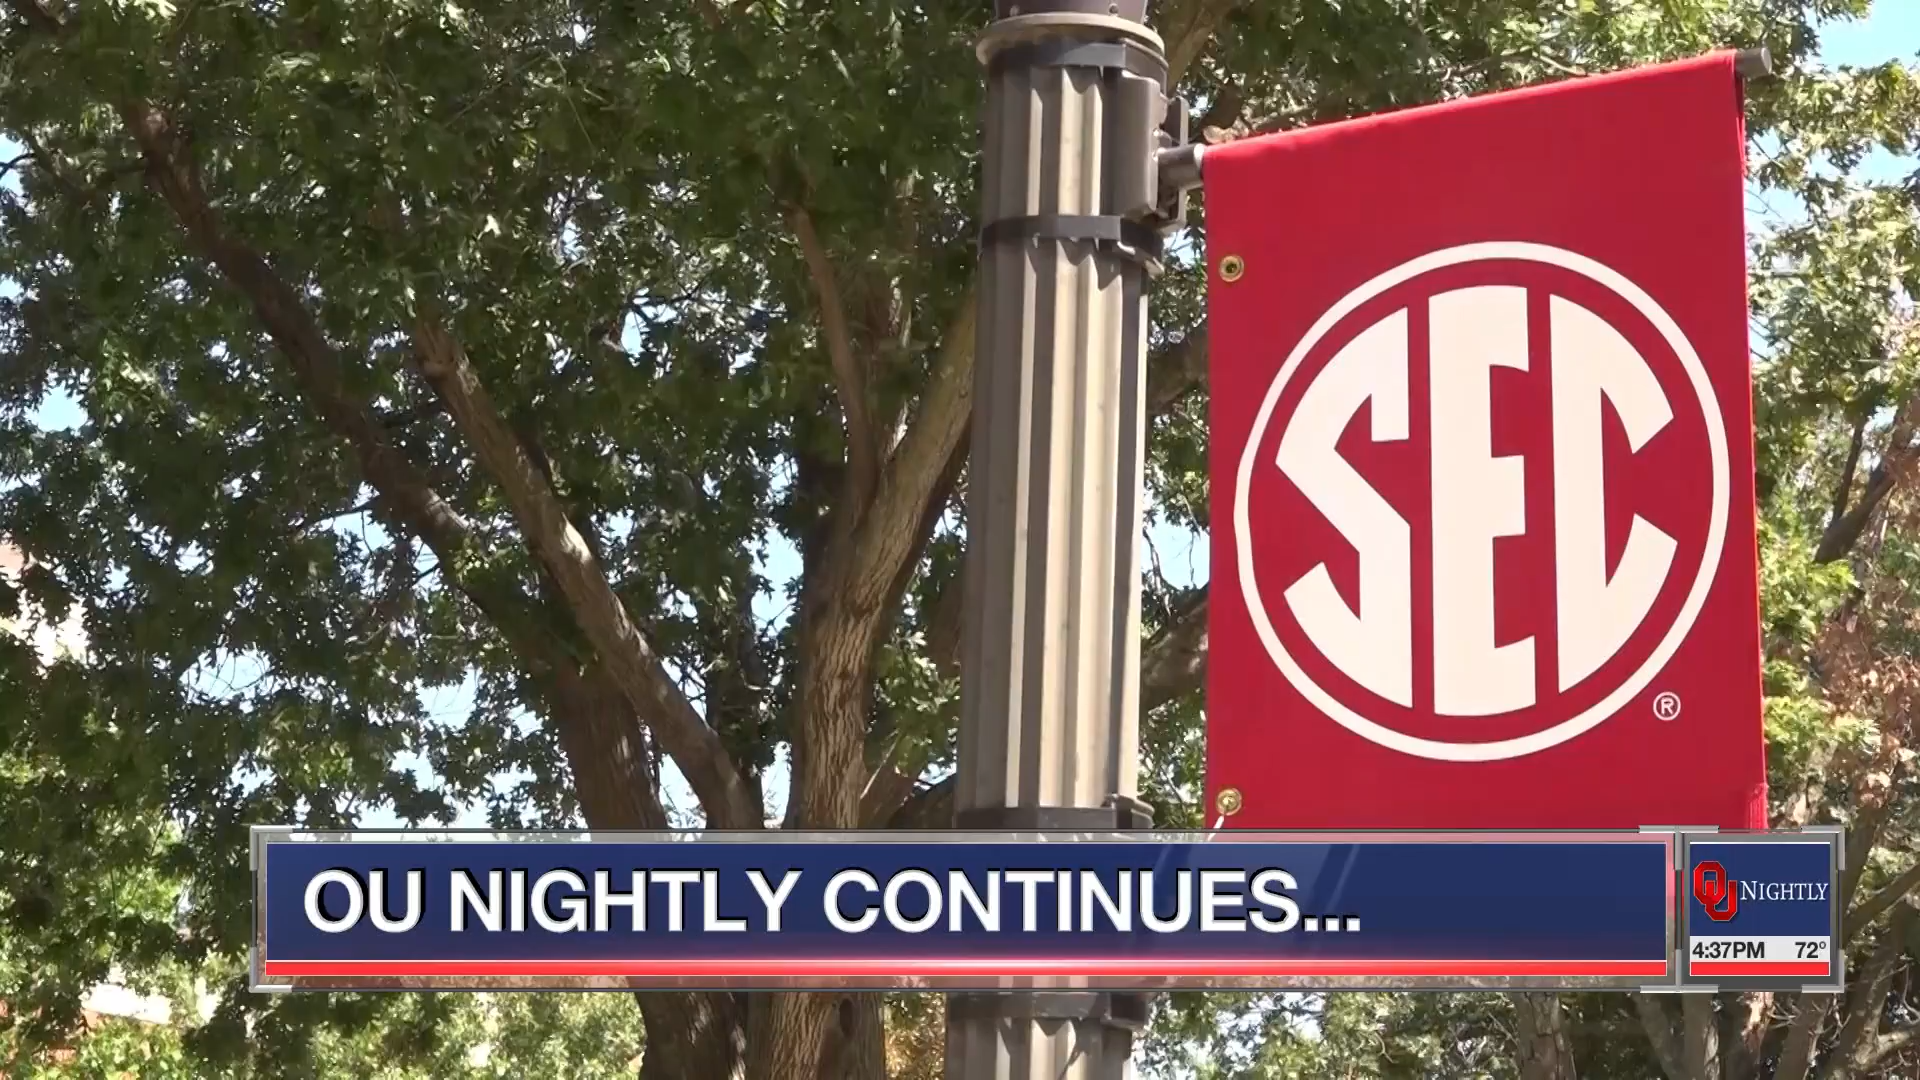 SEC
®
OU NIGHTLY CONTINUES...
OU NIGHTLY
4:37PM 72°